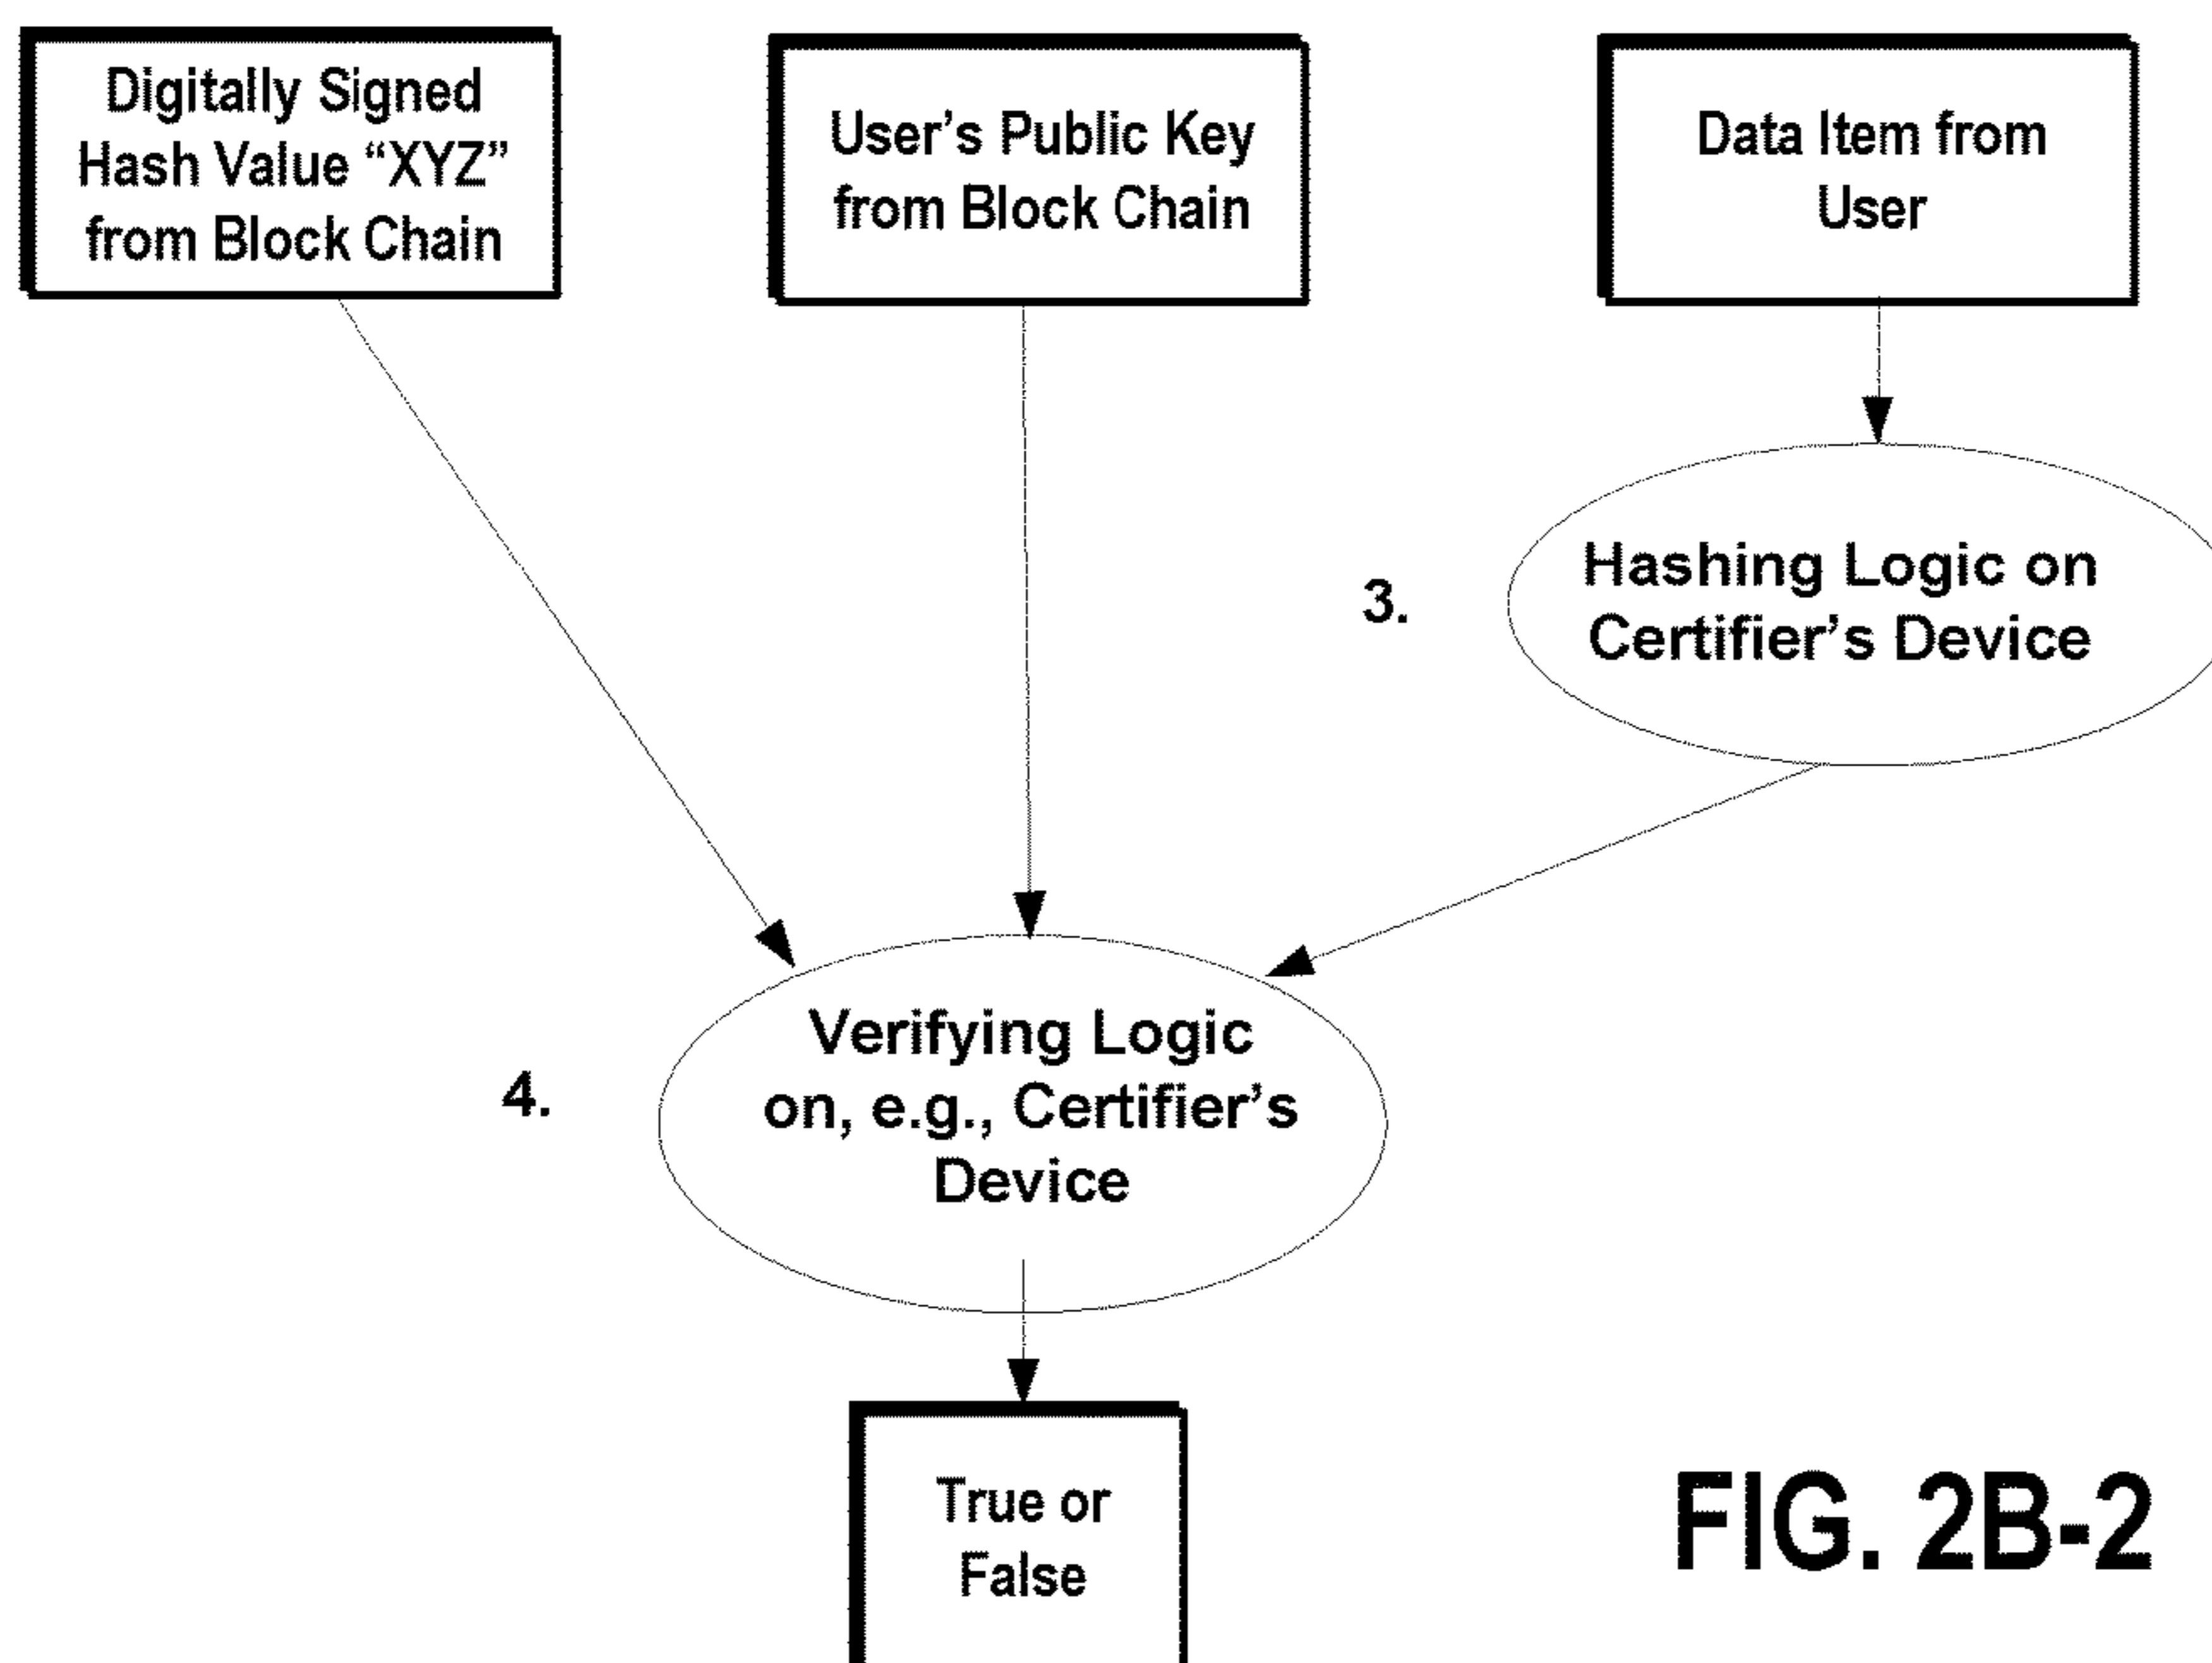 Digitally Signed
Hash Value “XYZ”
from Block Chain
User’s Public Key
from Block Chain
Data Item from
User
3.
Hashing Logic on
Certifier’s Device
4.
Verifying Logic
on, e.g., Certifier’s
Device
True or
False
FIG. 2B-2